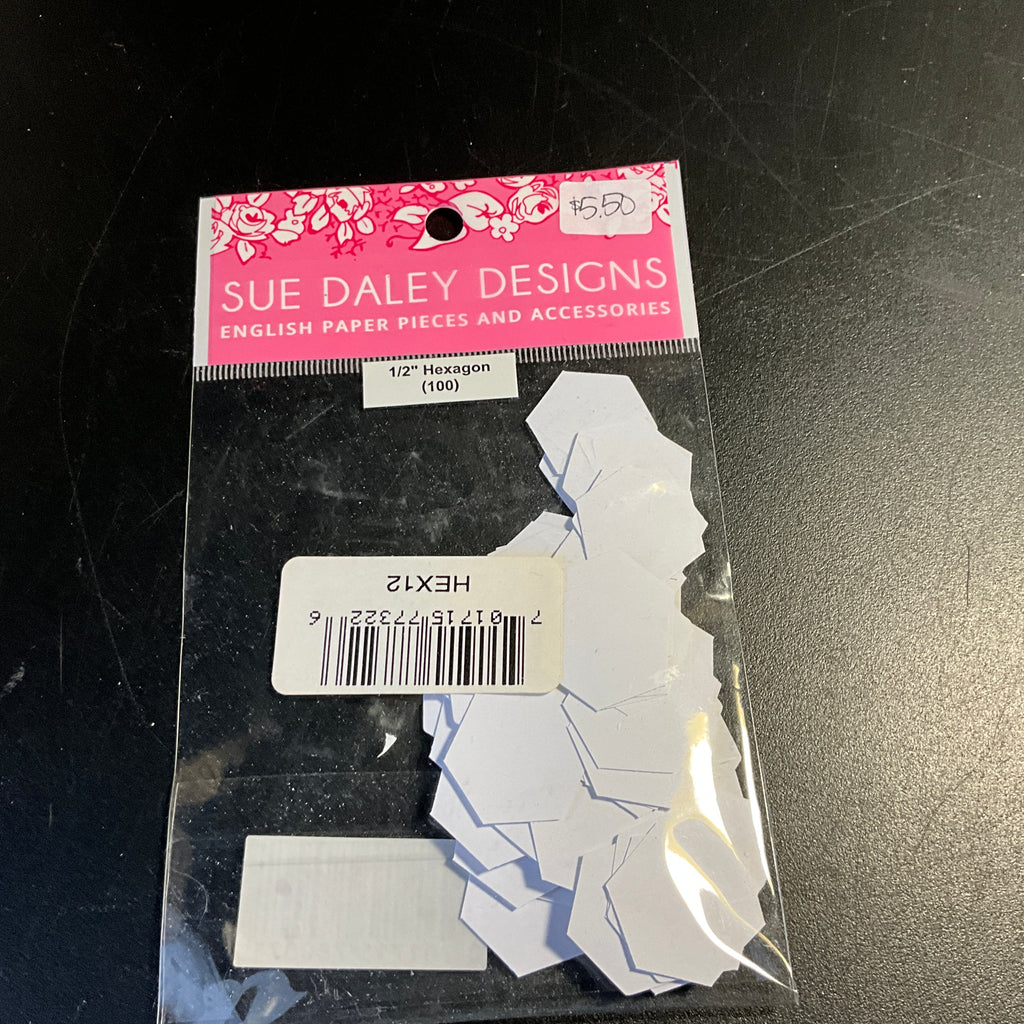 $5.50
SUE DALEY DESIGNS
ENGLISH PAPER PIECES AND ACCESSORIES
1/2" Hexagon
(100)
HEX12
7 01715 77322 6